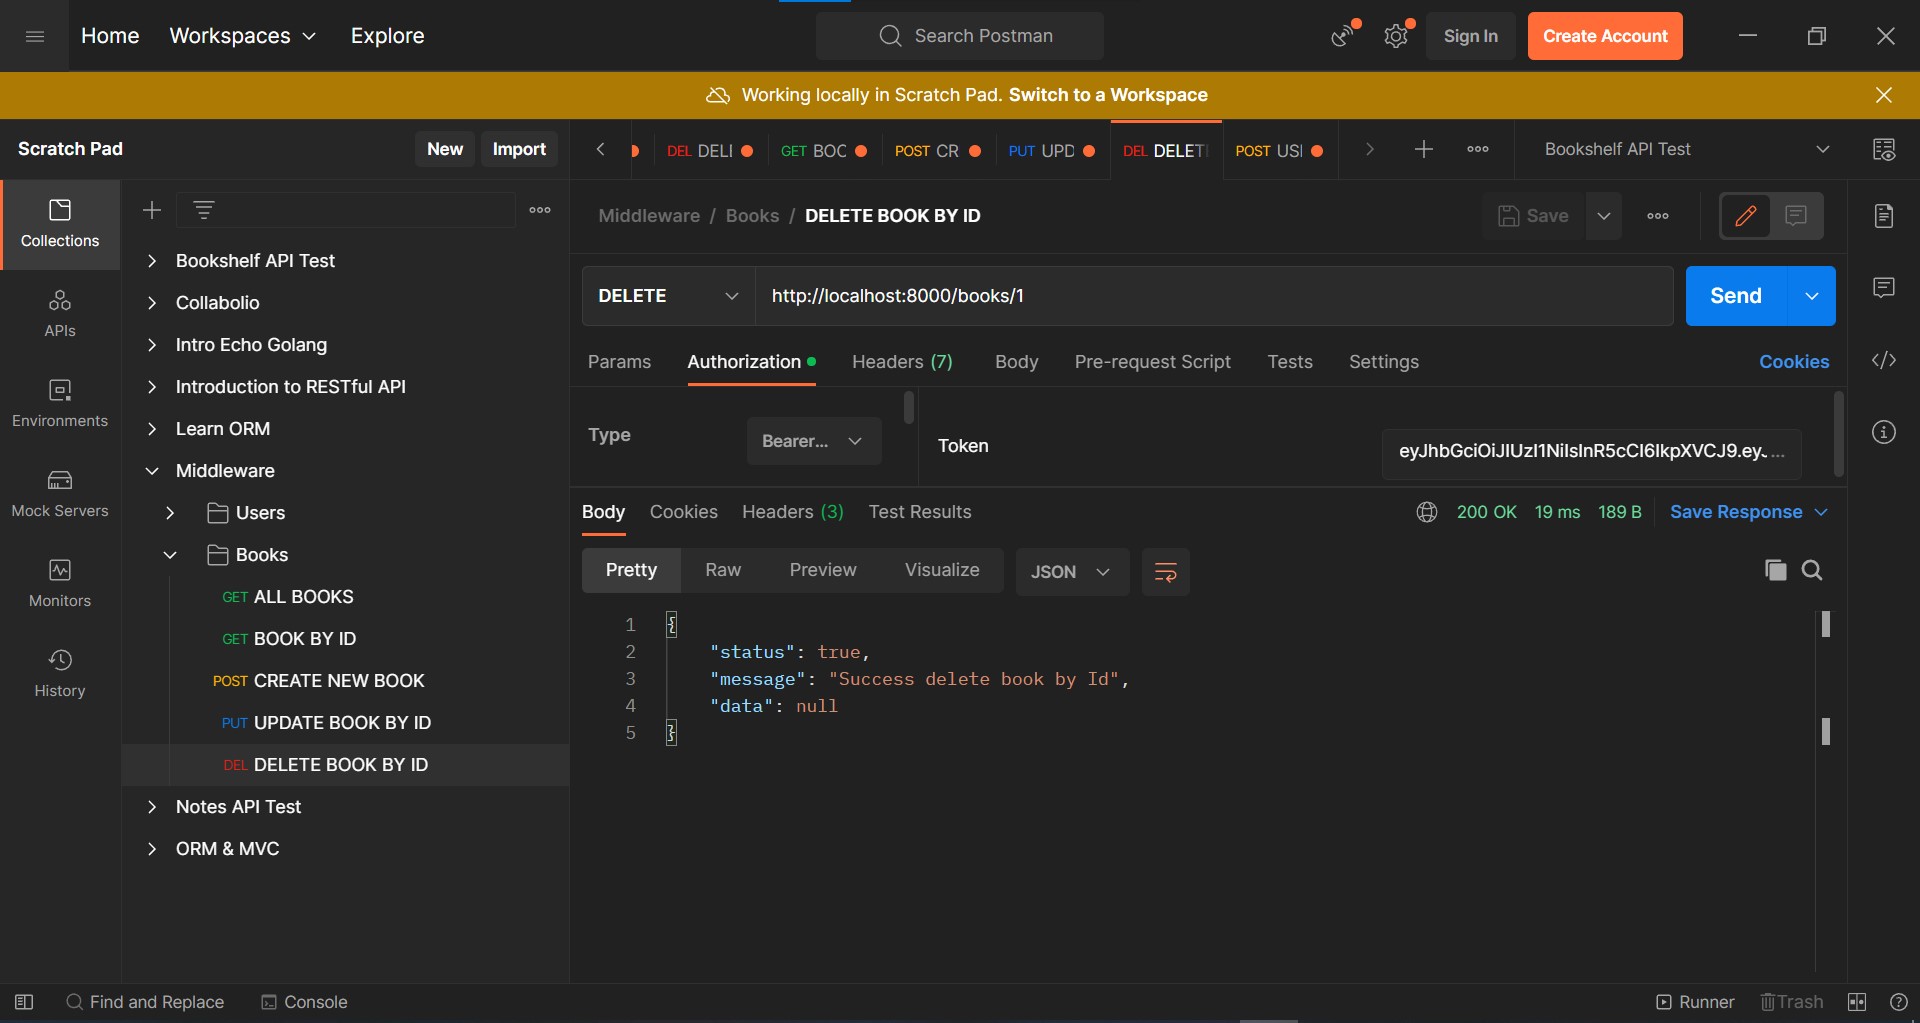 Home Workspaces Explore Search Postman Sign In Create Account
Working locally in Scratch Pad. Switch to a Workspace
Scratch Pad New Import
DEL DELI GET BOC POST CR PUT UPD DEL DELET POST USI Bookshelf API Test
Collections
APIs
Environments
Mock Servers
Monitors
History
Bookshelf API Test
Collabolio
Intro Echo Golang
Introduction to RESTful API
Learn ORM
Middleware
Users
Books
GET ALL BOOKS
GET BOOK BY ID
POST CREATE NEW BOOK
PUT UPDATE BOOK BY ID
DEL DELETE BOOK BY ID
Notes API Test
ORM & MVC
Middleware / Books / DELETE BOOK BY ID Save
DELETE http://localhost:8000/books/1 Send
Params Authorization Headers (7) Body Pre-request Script Tests Settings Cookies
Type Bearer... Token eyJhbGciOiJIUzI1NiIsInR5cCI6IkpXVCJ9.ey. ...
Body Cookies Headers (3) Test Results 200 OK 19 ms 189 B Save Response
Pretty Raw Preview Visualize JSON
1 {
2 "status": true,
3 "message": "Success delete book by Id",
4 "data": null
5 }
Find and Replace Console Runner Trash